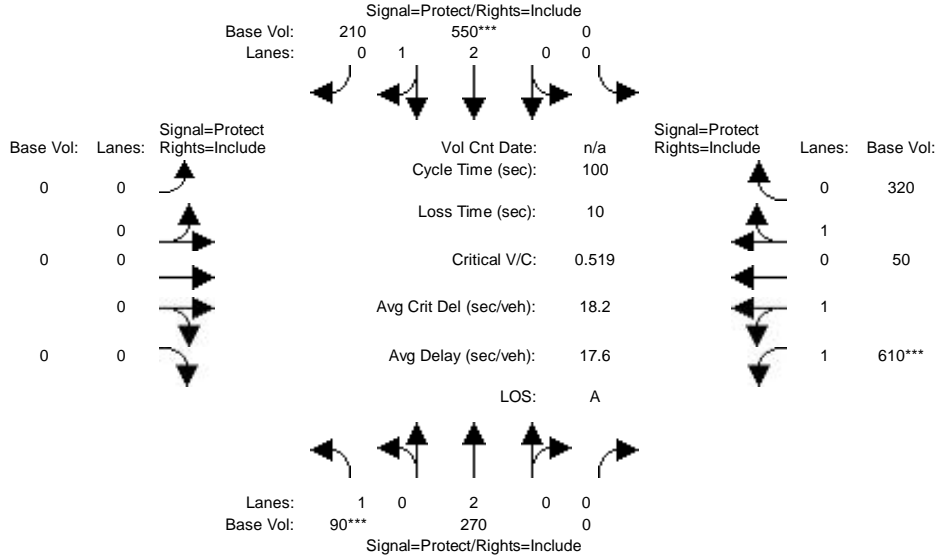 Signal=Protect/Rights=Include
Base Vol: 210 550*** 0
Lanes: 0 1 2 0 0
Signal=Protect Signal=Protect
Base Vol: Lanes: Rights=Include Vol Cnt Date: n/a Rights=Include Lanes: Base Vol:
Cycle Time (sec): 100
0 0 0 320
Loss Time (sec): 10
0 1
0 0 Critical V/C: 0.519 0 50
0 Avg Crit Del (sec/veh): 18.2 1
0 0 Avg Delay (sec/veh): 17.6 1 610***
LOS: A
Lanes: 1 0 2 0 0
Base Vol: 90*** 270 0
Signal=Protect/Rights=Include